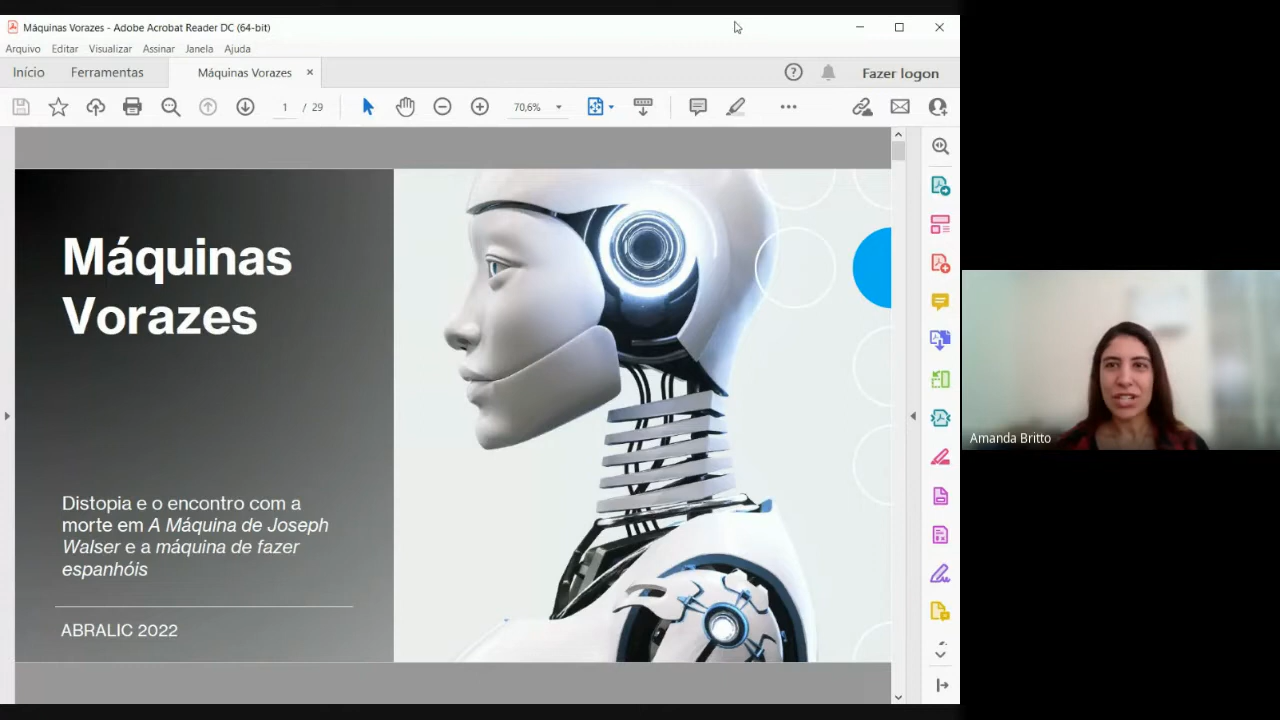 Máquinas Vorazes - Adobe Acrobat Reader DC (64-bit)
Arquivo Editar Visualizar Assinar Janela Ajuda
Início Ferramentas Máquinas Vorazes × Fazer logon
1 / 29 70,6%
Máquinas
Vorazes
Distopia e o encontro com a
morte em A Máquina de Joseph
Walser e a máquina de fazer
espanhóis
ABRALIC 2022
Amanda Britto